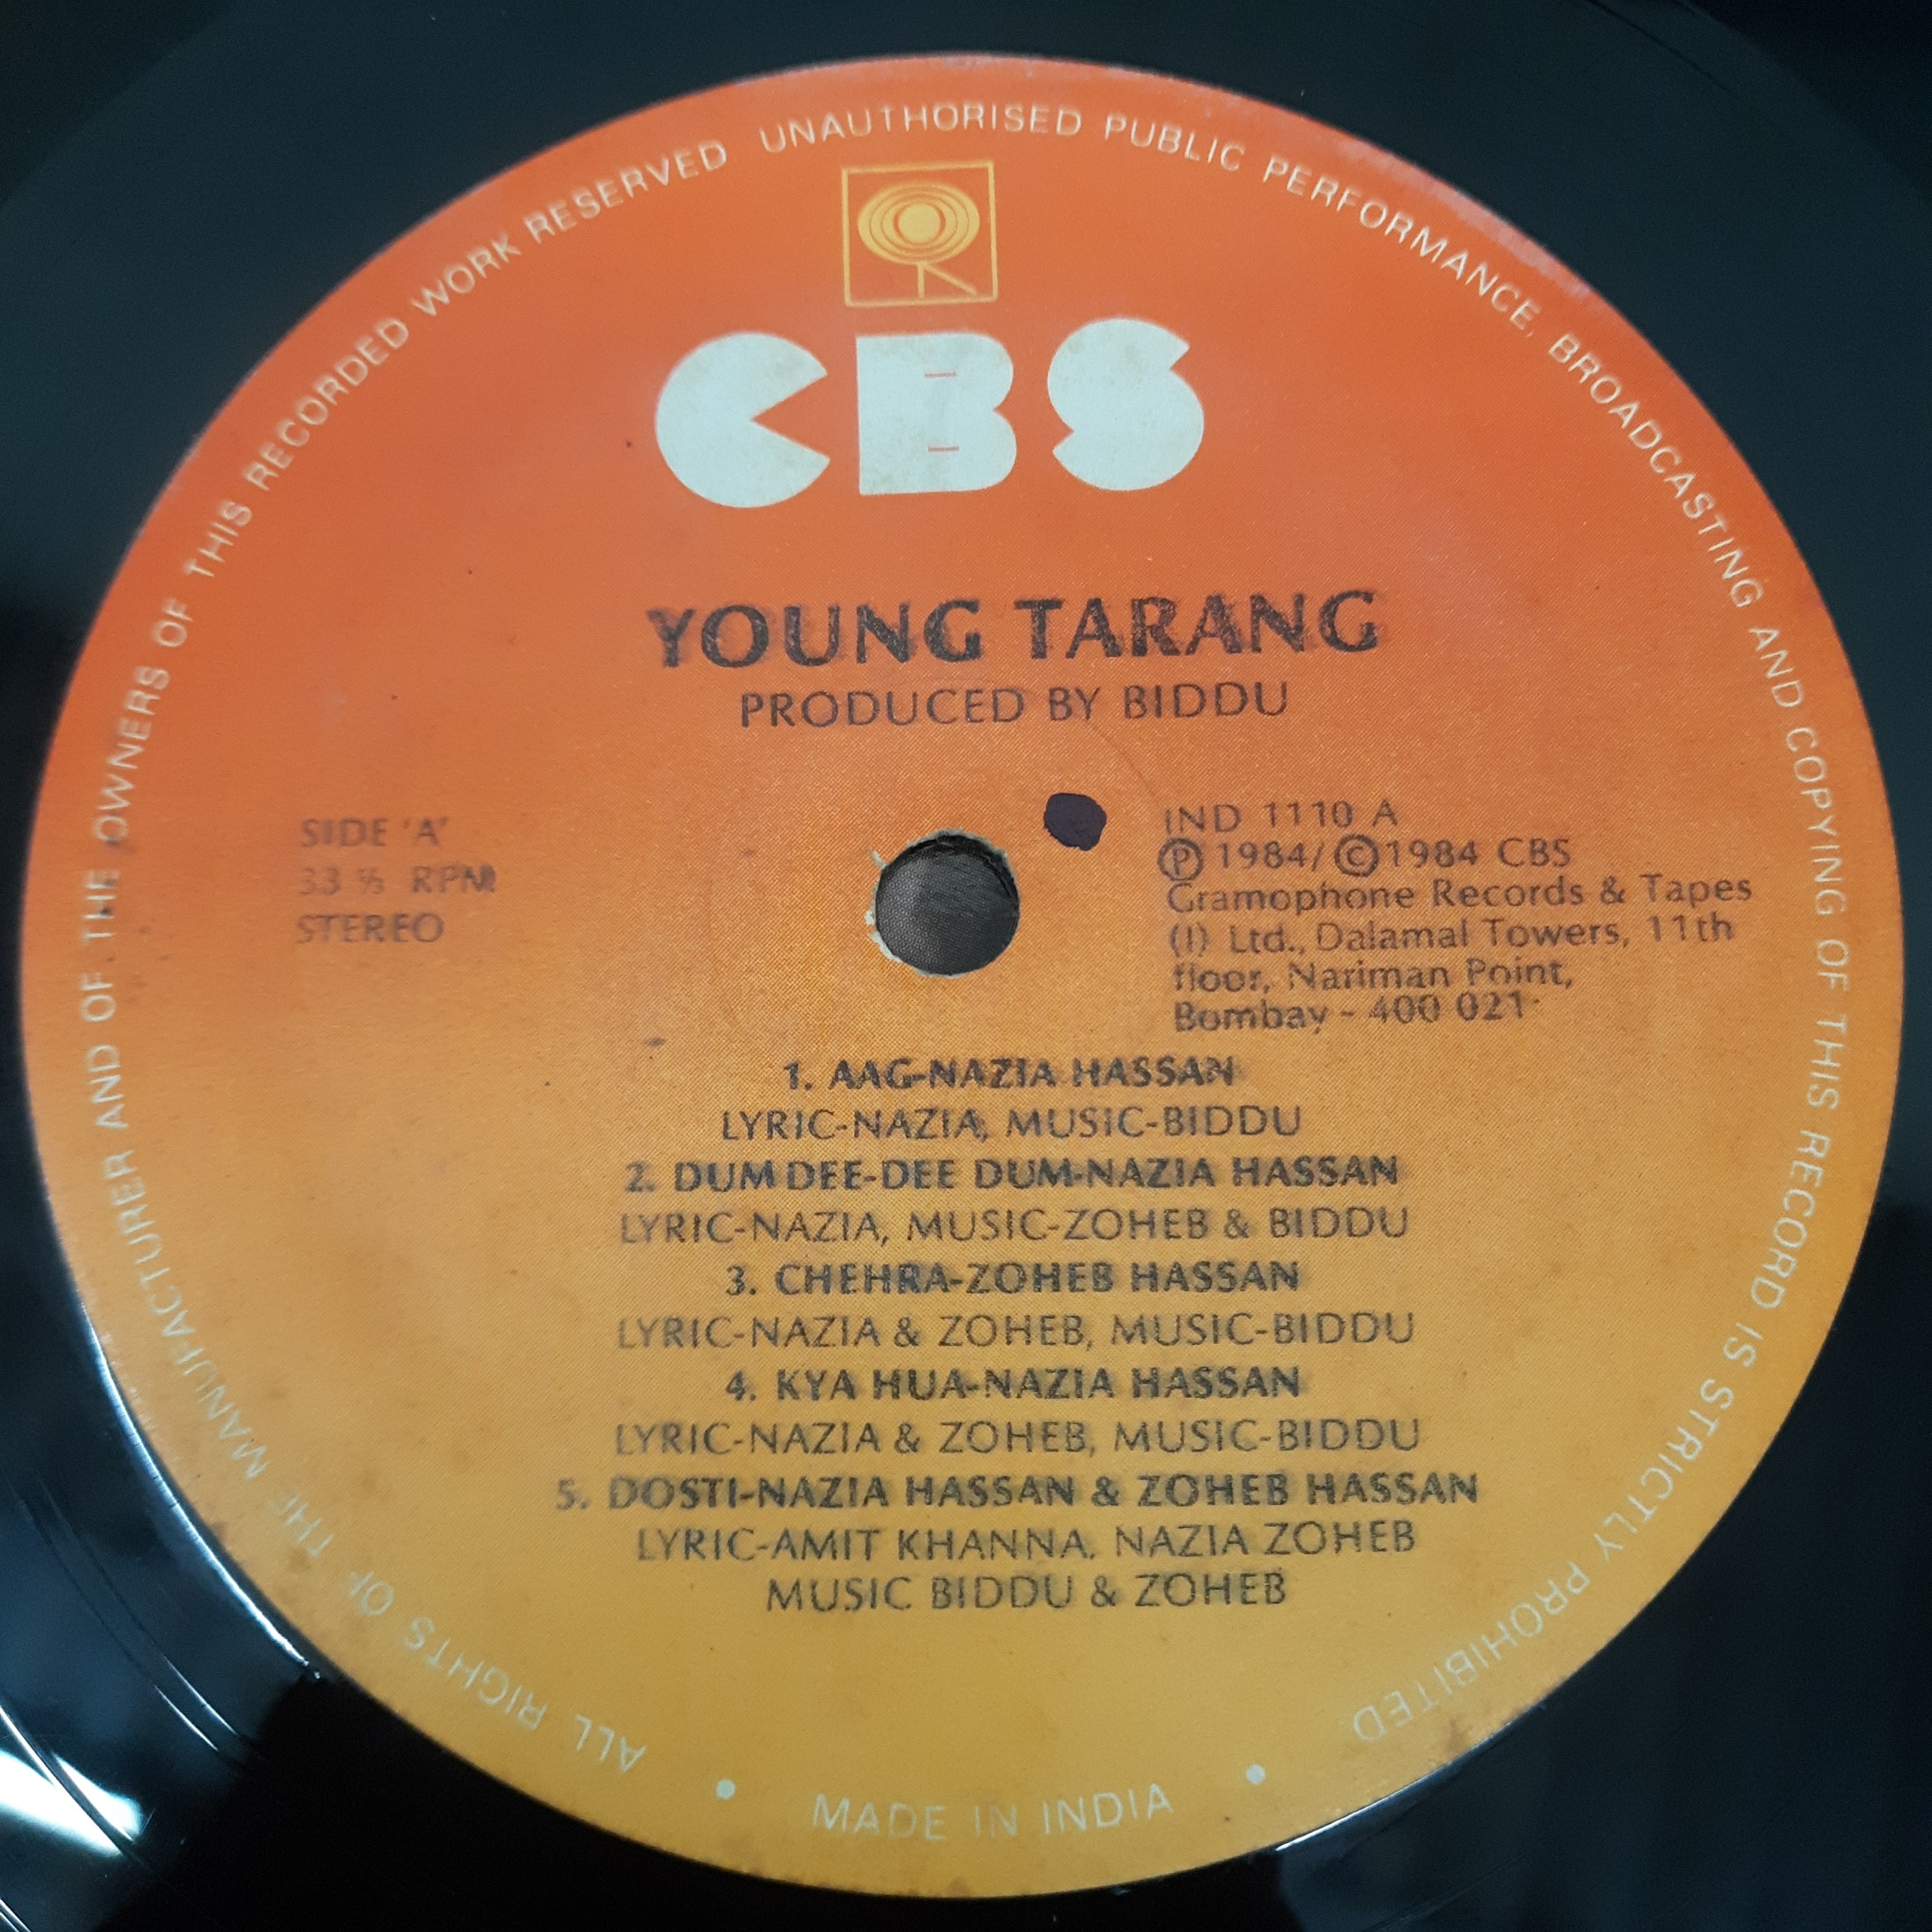 ALL RIGHTS OF THE MANUFACTURER AND OF THE OWNERS OF THIS RECORDED WORK RESERVED UNAUTHORISED PUBLIC PERFORMANCE, BROADCASTING AND COPYING OF THIS RECORD IS STRICTLY PROHIBITED
CBS
YOUNG TARANG
PRODUCED BY BIDDU
SIDE 'A'
33 ⅓ RPM
STEREO
IND 1110 A
Ⓟ 1984/ © 1984 CBS
Gramophone Records & Tapes
(I) Ltd., Dalamal Towers, 11th
floor, Nariman Point,
Bombay - 400 021
1. AAG-NAZIA HASSAN
LYRIC-NAZIA, MUSIC-BIDDU
2. DUM DEE-DEE DUM-NAZIA HASSAN
LYRIC-NAZIA, MUSIC-ZOHEB & BIDDU
3. CHEHRA-ZOHEB HASSAN
LYRIC-NAZIA & ZOHEB, MUSIC-BIDDU
4. KYA HUA-NAZIA HASSAN
LYRIC-NAZIA & ZOHEB, MUSIC-BIDDU
5. DOSTI-NAZIA HASSAN & ZOHEB HASSAN
LYRIC-AMIT KHANNA, NAZIA ZOHEB
MUSIC BIDDU & ZOHEB
• MADE IN INDIA •